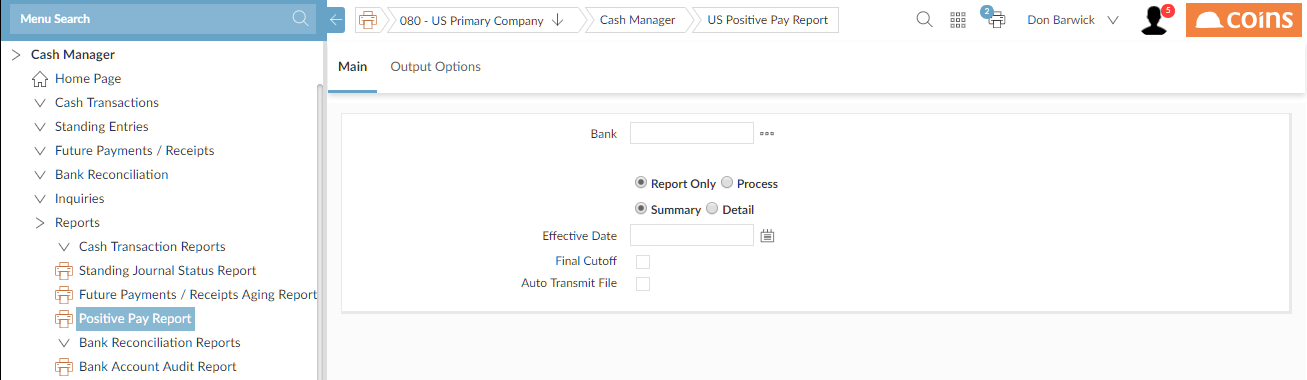 Menu Search
080 - US Primary Company
Cash Manager
US Positive Pay Report
2
Don Barwick
5
coins
Cash Manager
Home Page
Cash Transactions
Standing Entries
Future Payments / Receipts
Bank Reconciliation
Inquiries
Reports
Cash Transaction Reports
Standing Journal Status Report
Future Payments / Receipts Aging Report
Positive Pay Report
Bank Reconciliation Reports
Bank Account Audit Report
Main
Output Options
Bank
Report Only
Process
Summary
Detail
Effective Date
Final Cutoff
Auto Transmit File